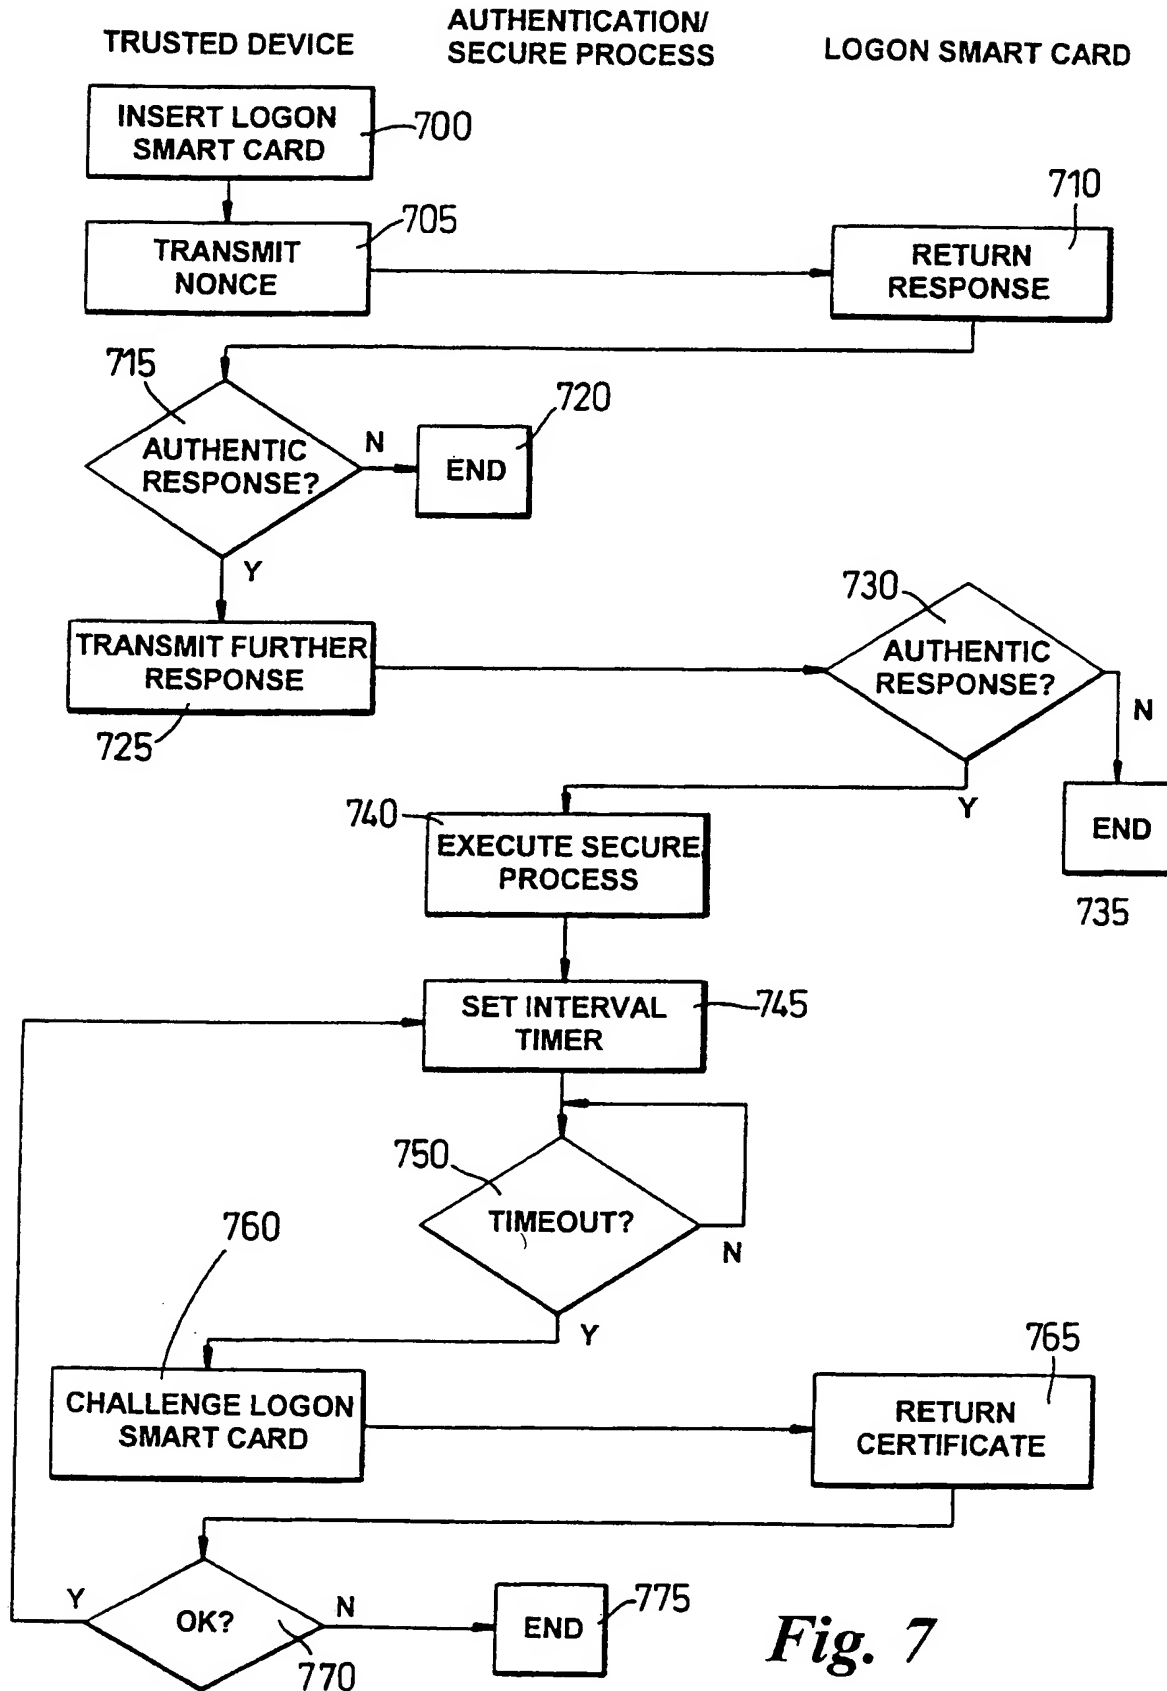 TRUSTED DEVICE
AUTHENTICATION/
SECURE PROCESS
LOGON SMART CARD
INSERT LOGON
SMART CARD
700
TRANSMIT
NONCE
705
RETURN
RESPONSE
710
715
AUTHENTIC
RESPONSE?
N
END
720
Y
TRANSMIT FURTHER
RESPONSE
725
730
AUTHENTIC
RESPONSE?
N
Y
END
735
740
EXECUTE SECURE
PROCESS
SET INTERVAL
TIMER
745
750
TIMEOUT?
N
Y
760
CHALLENGE LOGON
SMART CARD
765
RETURN
CERTIFICATE
Y
OK?
N
770
END
775
Fig. 7